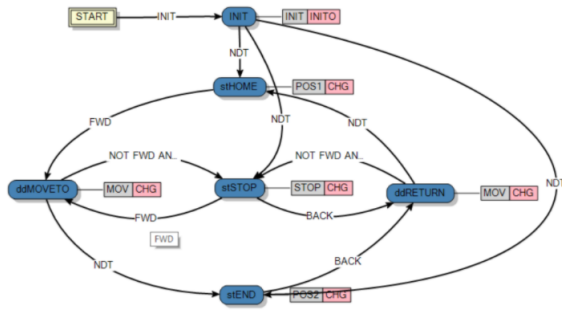 START
INIT
INIT
INIT
INITO
NDT
stHOME
POS1
CHG
FWD
NDT
NDT
NOT FWD AN...
NOT FWD AN...
ddMOVETO
MOV
CHG
stSTOP
STOP
CHG
ddRETURN
MOV
CHG
NDT
FWD
BACK
FWD
NDT
BACK
stEND
POS2
CHG